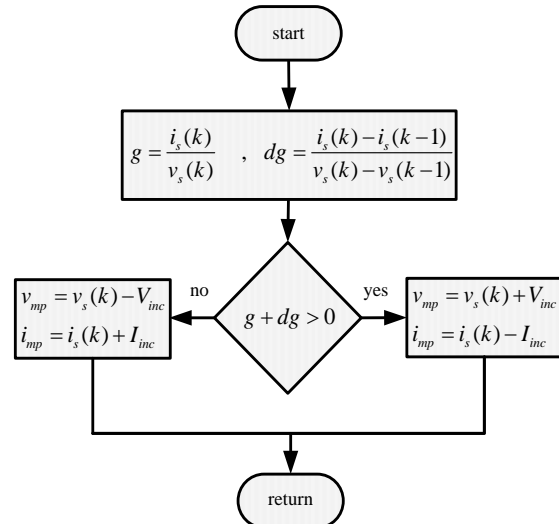 start
g = i_s(k) / v_s(k) , dg = (i_s(k) − i_s(k−1)) / (v_s(k) − v_s(k−1))
no
yes
v_mp = v_s(k) − V_inc
i_mp = i_s(k) + I_inc
g + dg > 0
v_mp = v_s(k) + V_inc
i_mp = i_s(k) − I_inc
return